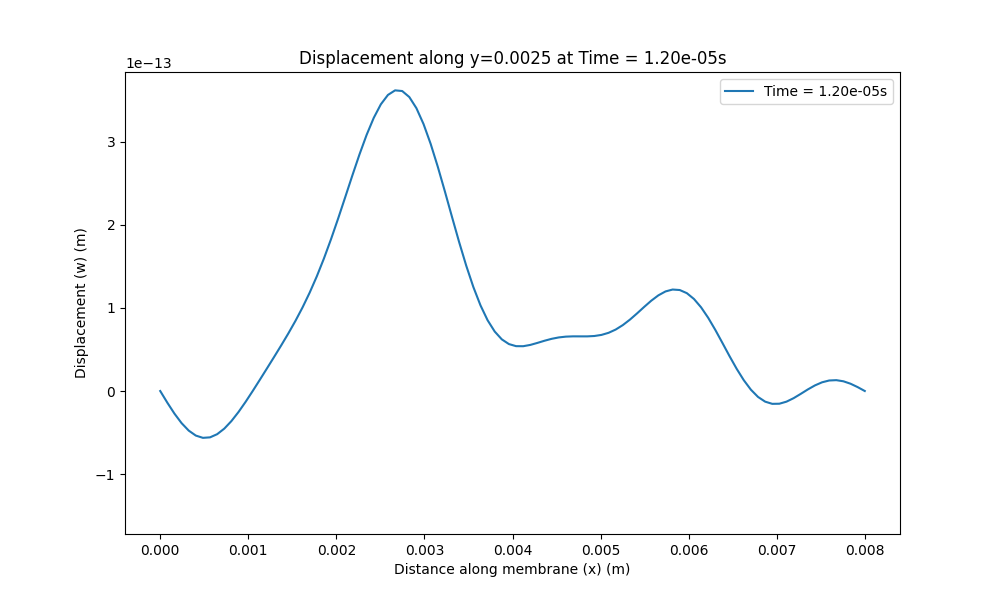 Displacement along y=0.0025 at Time = 1.20e-05s
1e−13
Time = 1.20e-05s
3
2
1
0
−1
Displacement (w) (m)
0.000 0.001 0.002 0.003 0.004 0.005 0.006 0.007 0.008
Distance along membrane (x) (m)